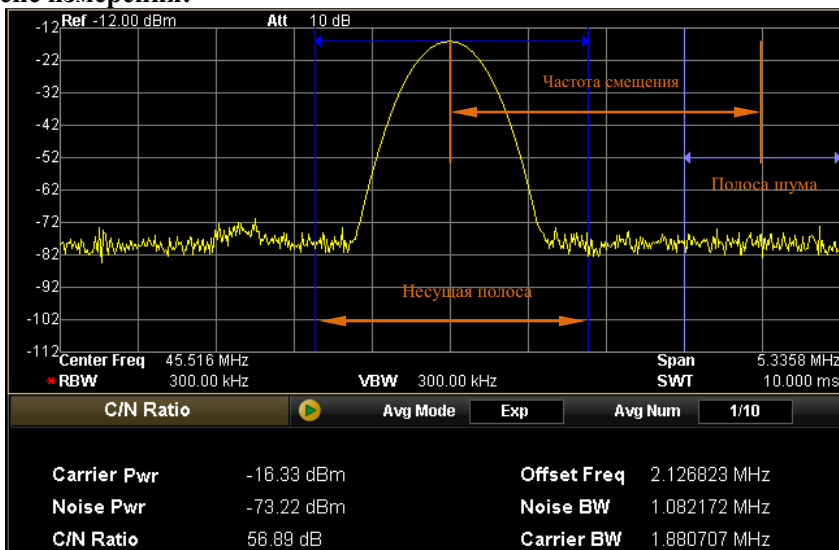 Ref -12.00 dBm Att 10 dB
-12
-22
-32
-42
-52
-62
-72
-82
-92
-102
-112
Частота смещения
Полоса шума
Несущая полоса
Center Freq 45.516 MHz Span 5.3358 MHz
* RBW 300.00 kHz VBW 300.00 kHz SWT 10.000 ms
C/N Ratio Avg Mode Exp Avg Num 1/10
Carrier Pwr -16.33 dBm Offset Freq 2.126823 MHz
Noise Pwr -73.22 dBm Noise BW 1.082172 MHz
C/N Ratio 56.89 dB Carrier BW 1.880707 MHz